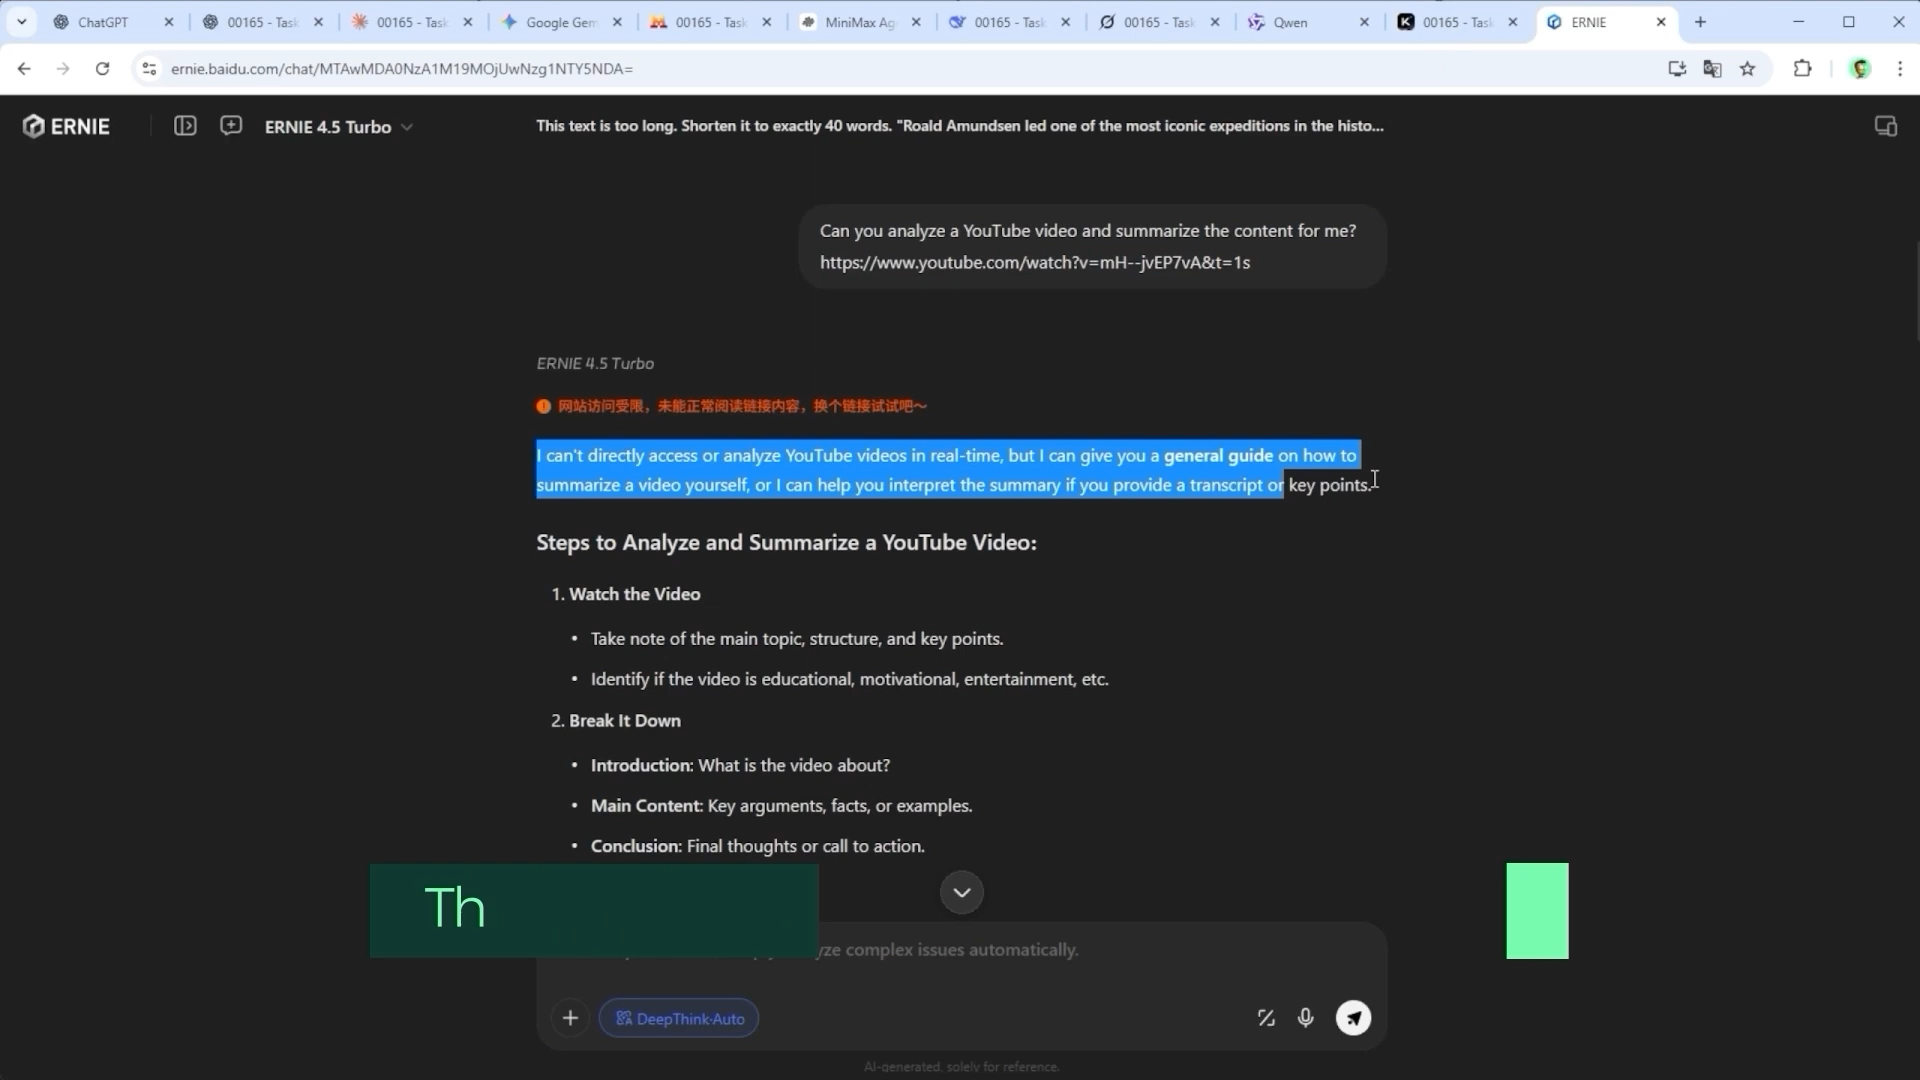 ChatGPT
00165 - Task
00165 - Task
Google Gem
00165 - Task
MiniMax Ag
00165 - Task
00165 - Task
Qwen
00165 - Task
ERNIE
ernie.baidu.com/chat/MTAwMDA0NzA1M19MOjUwNzg1NTY5NDA=
ERNIE
ERNIE 4.5 Turbo
This text is too long. Shorten it to exactly 40 words. "Roald Amundsen led one of the most iconic expeditions in the histo...
Can you analyze a YouTube video and summarize the content for me?
https://www.youtube.com/watch?v=mH--jvEP7vA&t=1s
ERNIE 4.5 Turbo
网站访问受限，未能正常阅读链接内容，换个链接试试吧～
I can't directly access or analyze YouTube videos in real-time, but I can give you a general guide on how to
summarize a video yourself, or I can help you interpret the summary if you provide a transcript or key points.
Steps to Analyze and Summarize a YouTube Video:
1. Watch the Video
• Take note of the main topic, structure, and key points.
• Identify if the video is educational, motivational, entertainment, etc.
2. Break It Down
• Introduction: What is the video about?
• Main Content: Key arguments, facts, or examples.
• Conclusion: Final thoughts or call to action.
Th
complex issues automatically.
DeepThink·Auto
AI-generated, solely for reference.